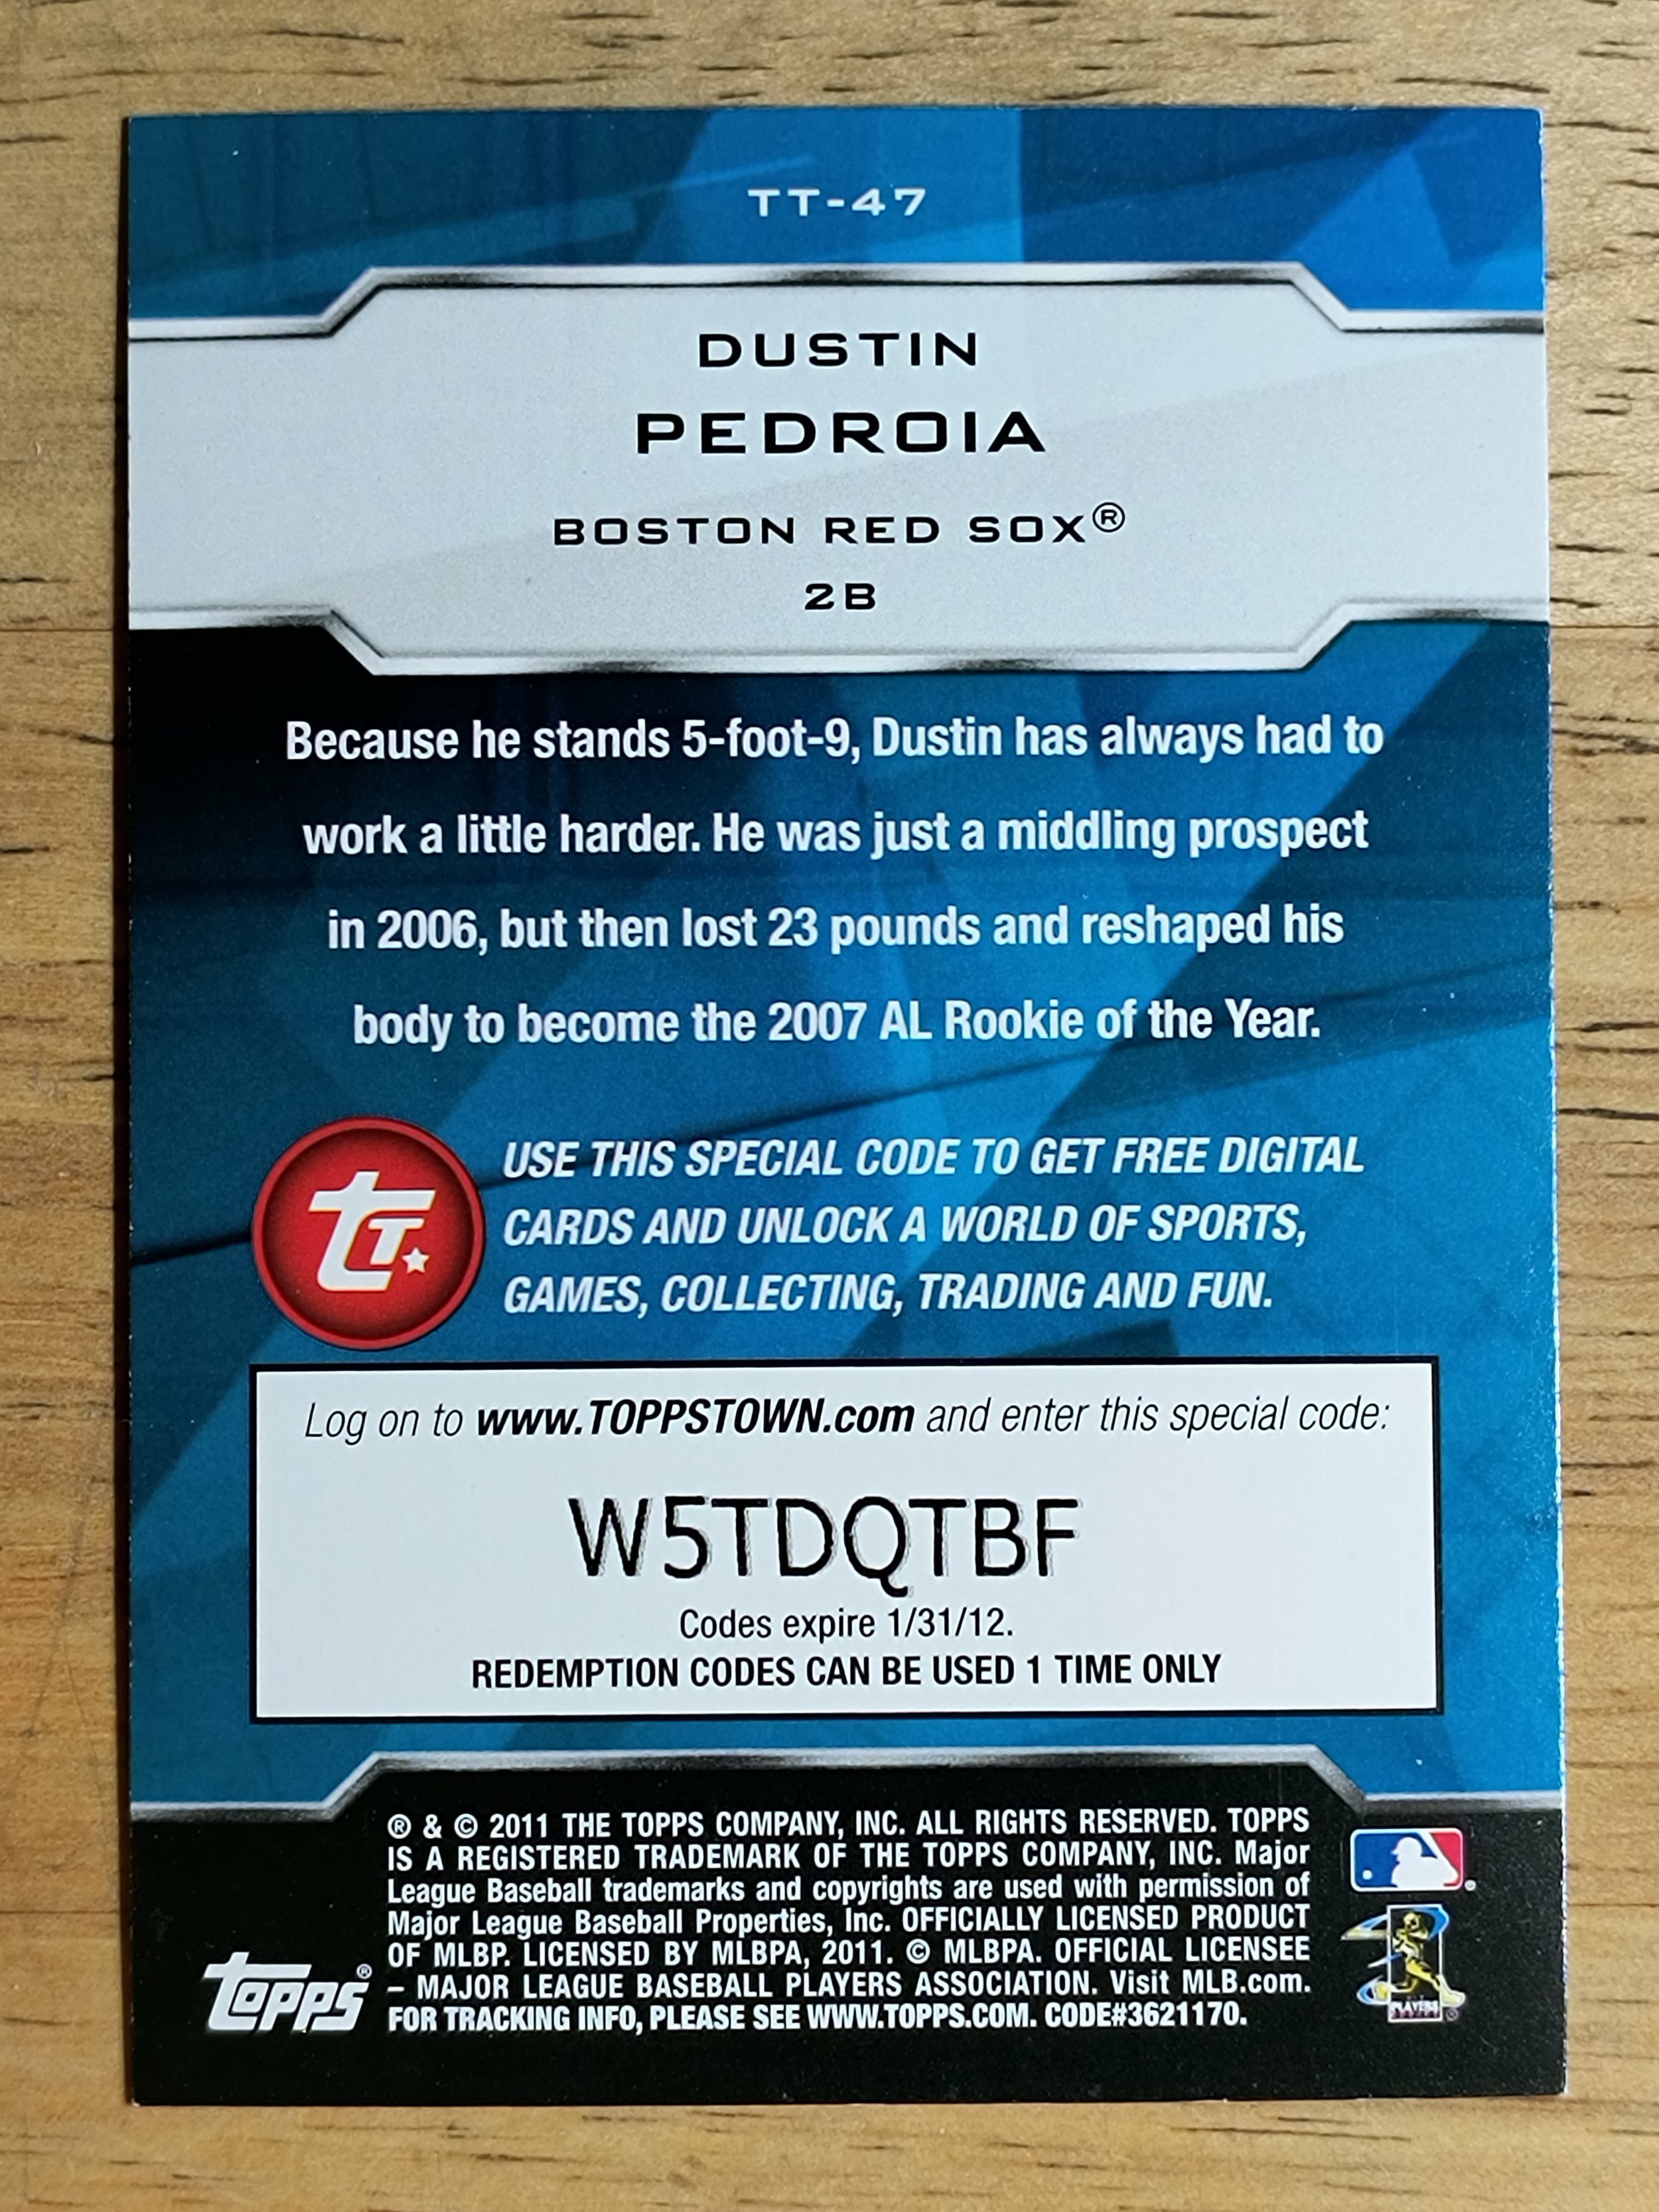 TT-47
DUSTIN
PEDROIA
BOSTON RED SOX®
2B
Because he stands 5-foot-9, Dustin has always had to
work a little harder. He was just a middling prospect
in 2006, but then lost 23 pounds and reshaped his
body to become the 2007 AL Rookie of the Year.
tT
USE THIS SPECIAL CODE TO GET FREE DIGITAL
CARDS AND UNLOCK A WORLD OF SPORTS,
GAMES, COLLECTING, TRADING AND FUN.
Log on to www.TOPPSTOWN.com and enter this special code:
W5TDQTBF
Codes expire 1/31/12.
REDEMPTION CODES CAN BE USED 1 TIME ONLY
® & © 2011 THE TOPPS COMPANY, INC. ALL RIGHTS RESERVED. TOPPS
IS A REGISTERED TRADEMARK OF THE TOPPS COMPANY, INC. Major
League Baseball trademarks and copyrights are used with permission of
Major League Baseball Properties, Inc. OFFICIALLY LICENSED PRODUCT
OF MLBP. LICENSED BY MLBPA, 2011. © MLBPA. OFFICIAL LICENSEE
– MAJOR LEAGUE BASEBALL PLAYERS ASSOCIATION. Visit MLB.com.
FOR TRACKING INFO, PLEASE SEE WWW.TOPPS.COM. CODE#3621170.
topps®
PLAYERS